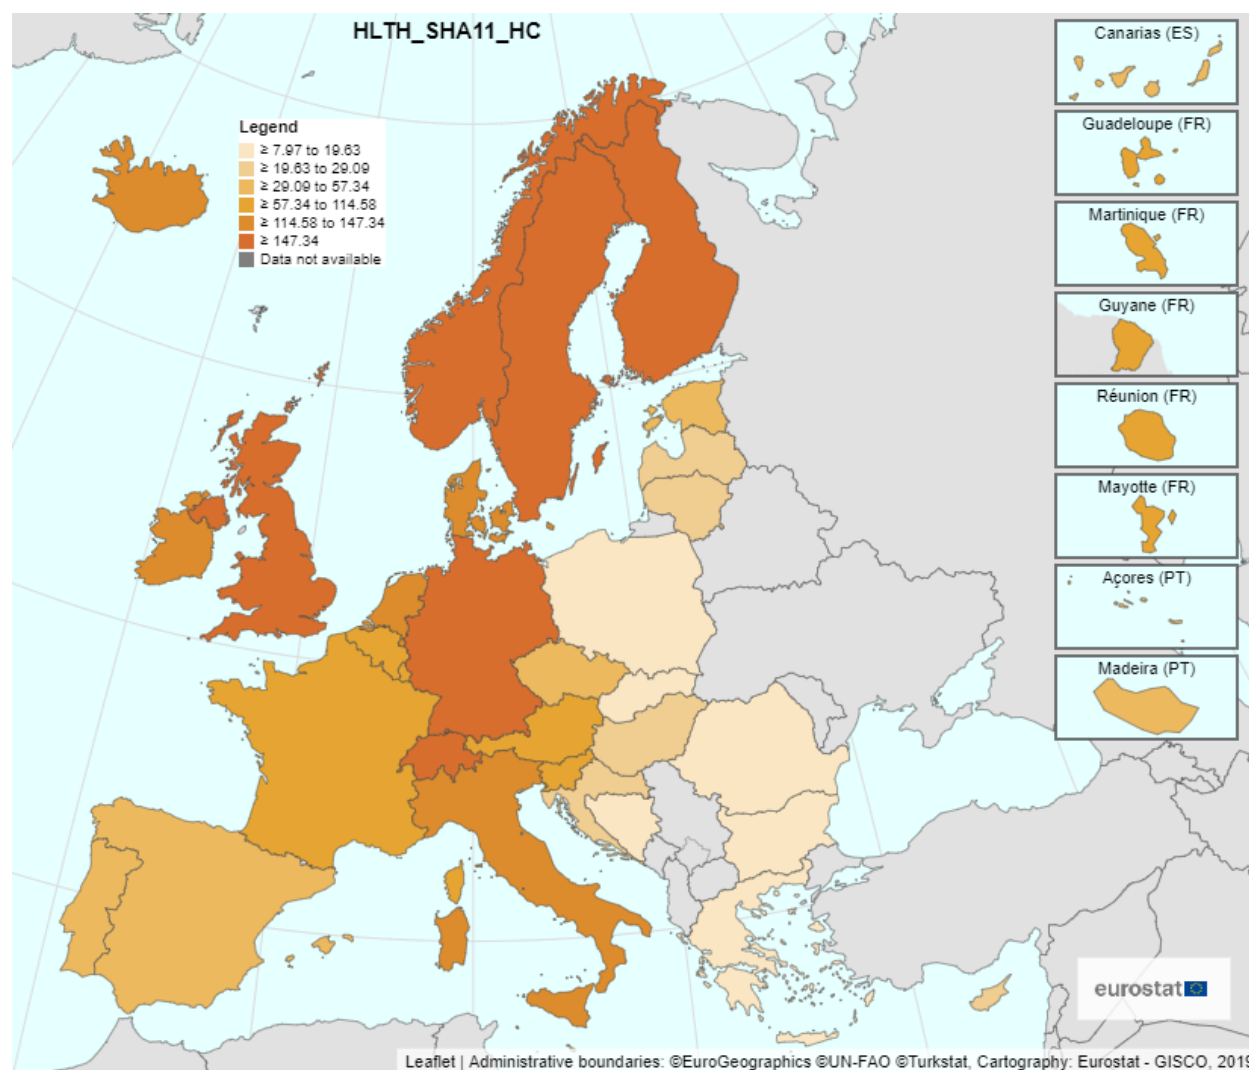 HLTH_SHA11_HC
Legend
≥ 7.97 to 19.63
≥ 19.63 to 29.09
≥ 29.09 to 57.34
≥ 57.34 to 114.58
≥ 114.58 to 147.34
≥ 147.34
Data not available
Canarias (ES)
Guadeloupe (FR)
Martinique (FR)
Guyane (FR)
Réunion (FR)
Mayotte (FR)
Açores (PT)
Madeira (PT)
eurostat
Leaflet | Administrative boundaries: ©EuroGeographics ©UN-FAO ©Turkstat, Cartography: Eurostat - GISCO, 2019